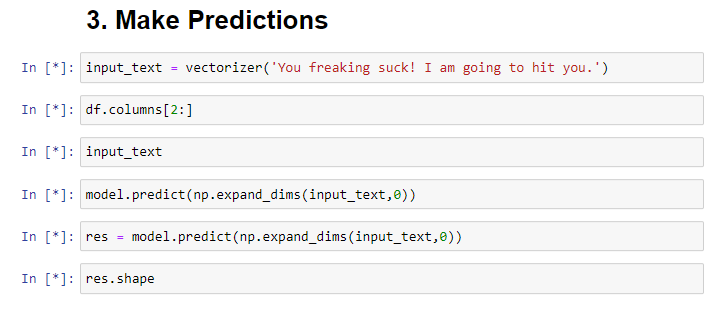 3. Make Predictions
In [*]: input_text = vectorizer('You freaking suck! I am going to hit you.')
In [*]: df.columns[2:]
In [*]: input_text
In [*]: model.predict(np.expand_dims(input_text,0))
In [*]: res = model.predict(np.expand_dims(input_text,0))
In [*]: res.shape